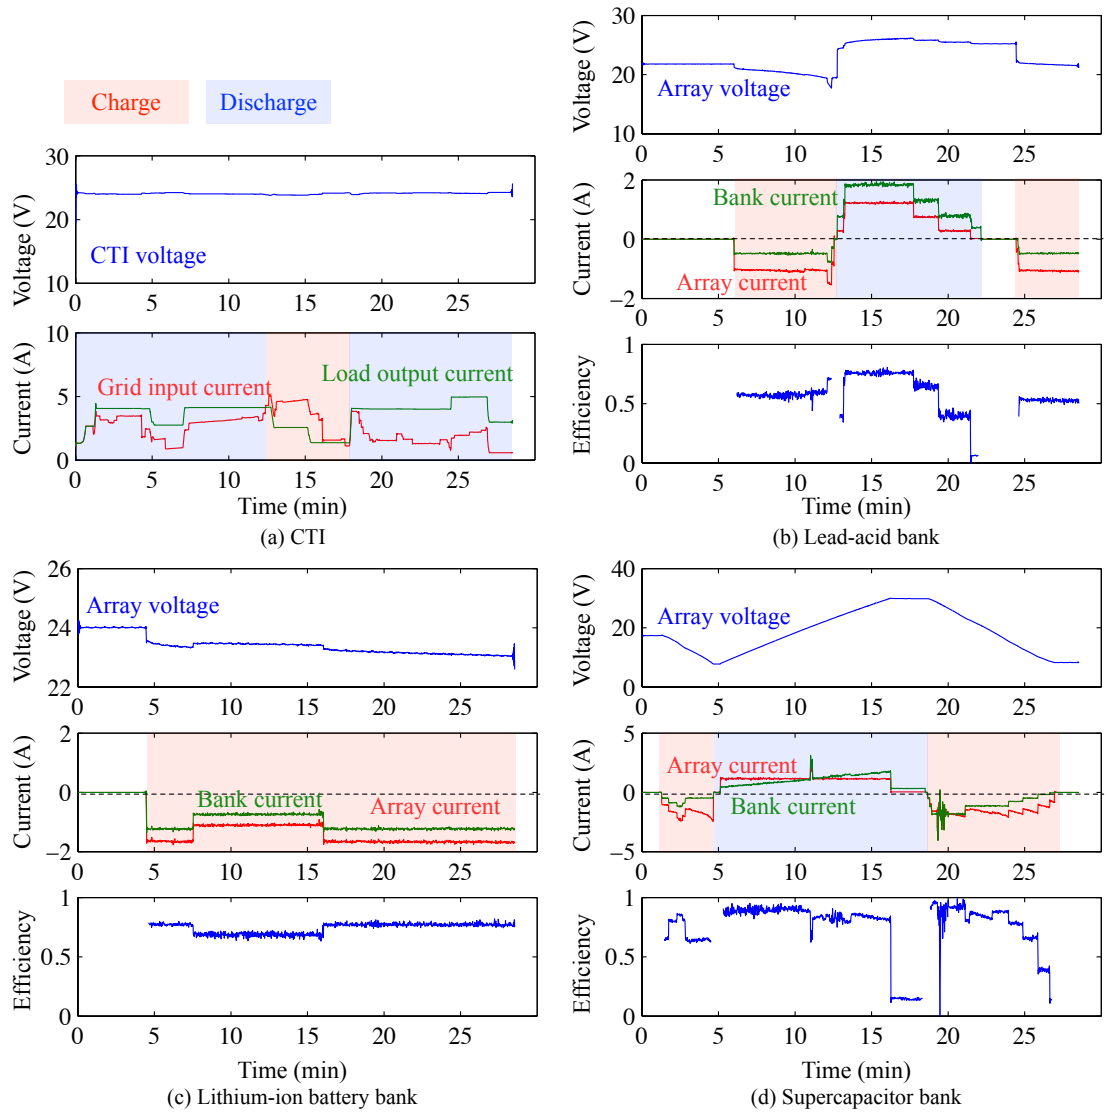 Charge
Discharge
Voltage (V)
30
20
10
CTI voltage
0 5 10 15 20 25
Current (A)
10
5
0
Grid input current
Load output current
0 5 10 15 20 25
Time (min)
(a) CTI
Voltage (V)
30
20
10
Array voltage
0 5 10 15 20 25
Current (A)
2
0
−2
Bank current
Array current
0 5 10 15 20 25
Efficiency
1
0.5
0
0 5 10 15 20 25
Time (min)
(b) Lead-acid bank
Voltage (V)
26
24
22
Array voltage
0 5 10 15 20 25
Current (A)
2
0
−2
Bank current
Array current
0 5 10 15 20 25
Efficiency
1
0.5
0
0 5 10 15 20 25
Time (min)
(c) Lithium-ion battery bank
Voltage (V)
40
20
0
Array voltage
0 5 10 15 20 25
Current (A)
5
0
−5
Array current
Bank current
0 5 10 15 20 25
Efficiency
1
0.5
0
0 5 10 15 20 25
Time (min)
(d) Supercapacitor bank